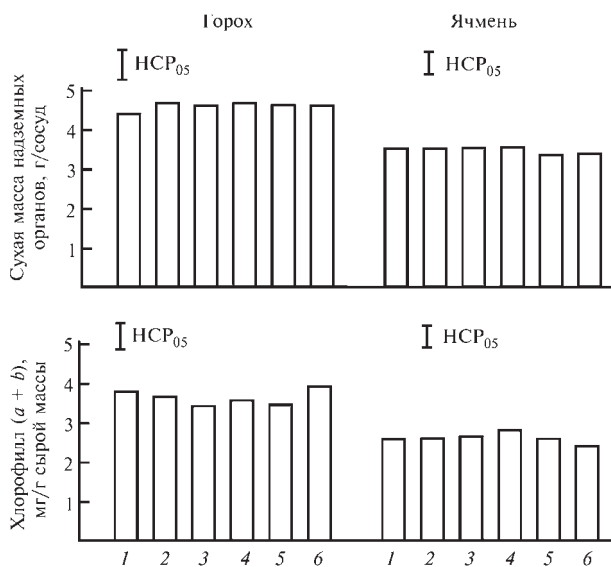 Горох
Ячмень
НСР05
НСР05
Сухая масса надземных
органов, г/сосуд
5
4
3
2
1
НСР05
НСР05
Хлорофилл (a + b),
мг/г сырой массы
5
4
3
2
1
1 2 3 4 5 6 1 2 3 4 5 6